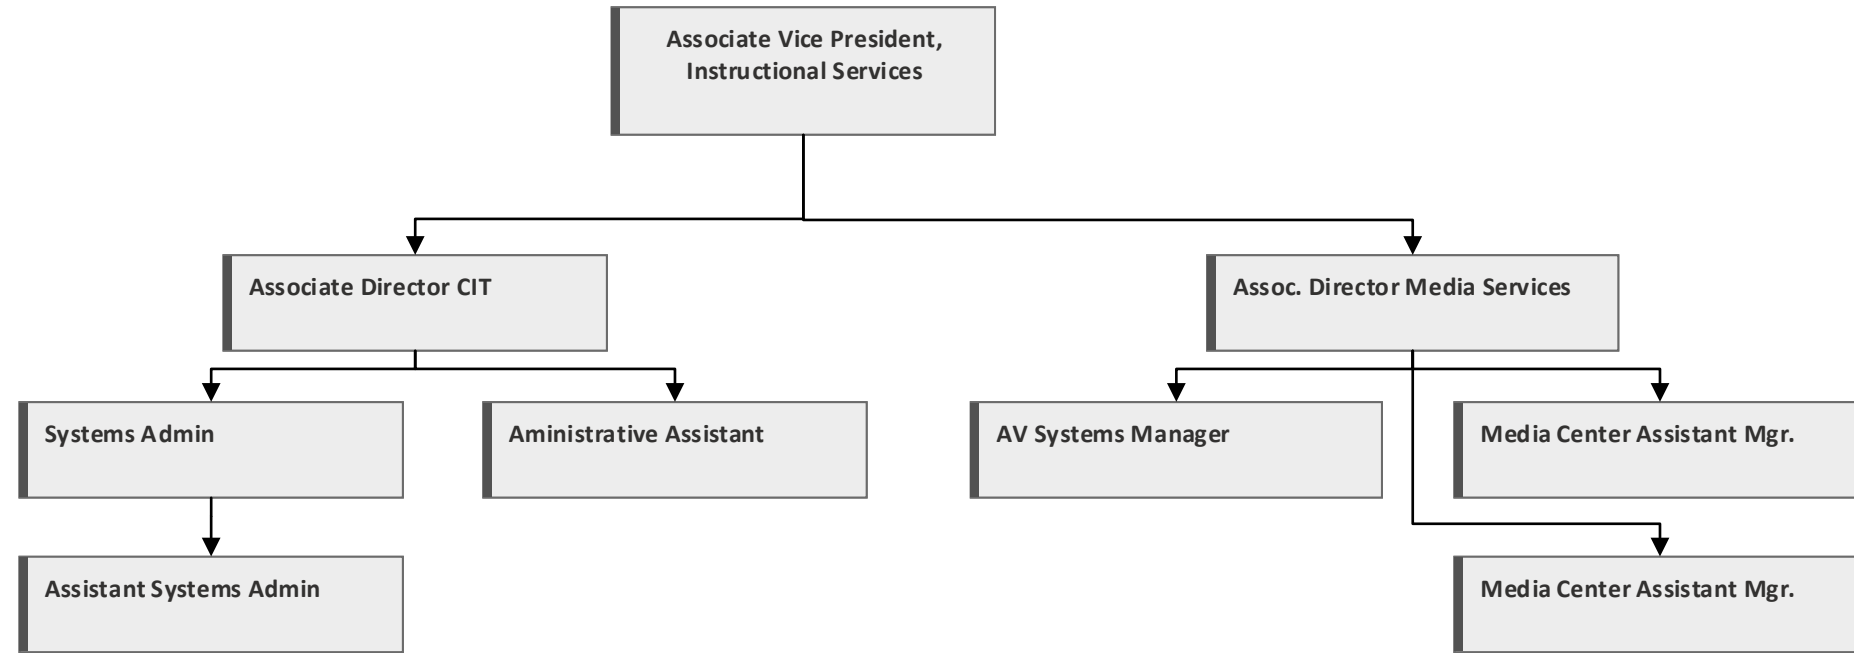 Associate Vice President,
Instructional Services
Associate Director CIT
Assoc. Director Media Services
Systems Admin
Aministrative Assistant
AV Systems Manager
Media Center Assistant Mgr.
Assistant Systems Admin
Media Center Assistant Mgr.